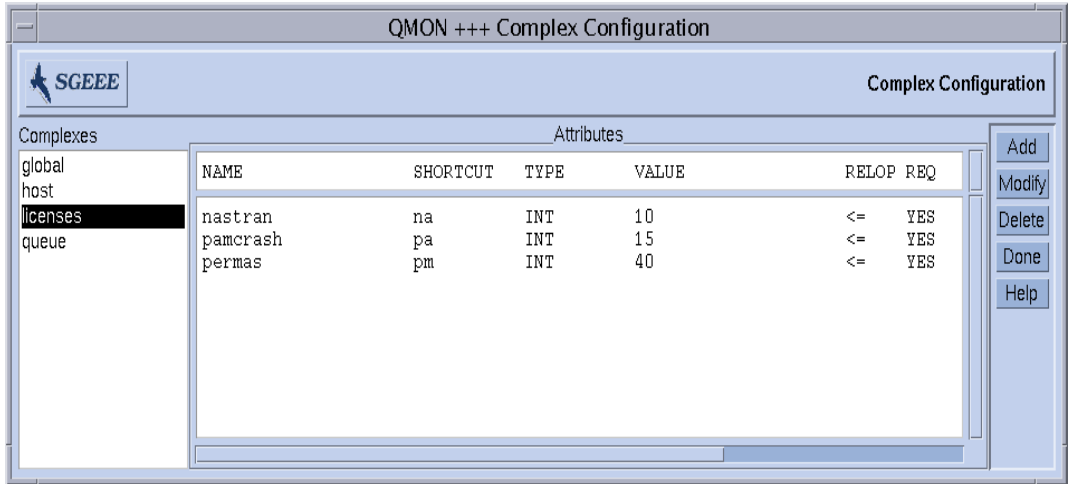 QMON +++ Complex Configuration
SGEEE
Complex Configuration
Complexes
global
host
licenses
queue
Attributes
NAME SHORTCUT TYPE VALUE RELOP REQ
nastran na INT 10 <= YES
pamcrash pa INT 15 <= YES
permas pm INT 40 <= YES
Add
Modify
Delete
Done
Help